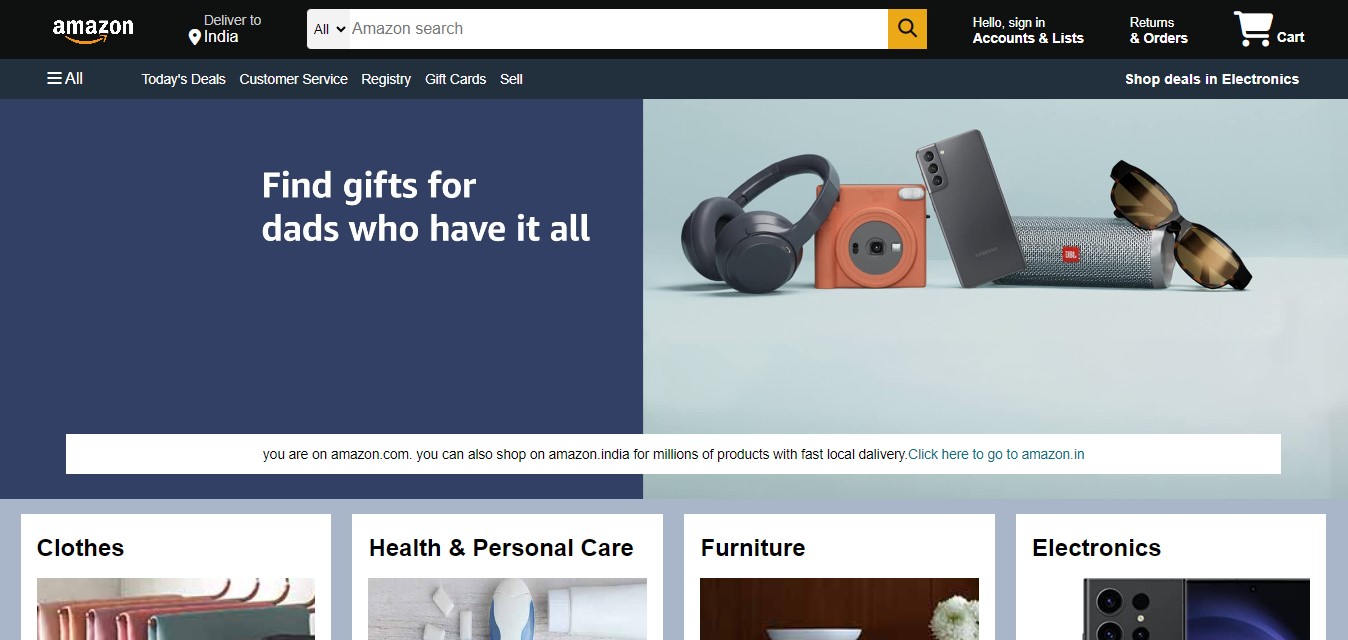 amazon
Deliver to
India
All
Amazon search
Hello, sign in
Accounts & Lists
Returns
& Orders
Cart
All
Today's Deals
Customer Service
Registry
Gift Cards
Sell
Shop deals in Electronics
Find gifts for
dads who have it all
JBL
you are on amazon.com. you can also shop on amazon.india for millions of products with fast local dalivery.Click here to go to amazon.in
Clothes
Health & Personal Care
Furniture
Electronics